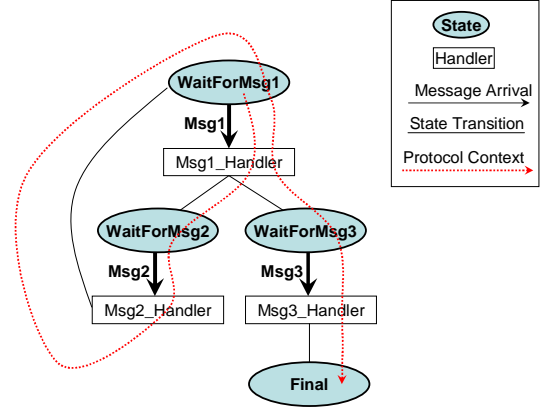 WaitForMsg1
Msg1
Msg1_Handler
WaitForMsg2
WaitForMsg3
Msg2
Msg3
Msg2_Handler
Msg3_Handler
Final
State
Handler
Message Arrival
State Transition
Protocol Context